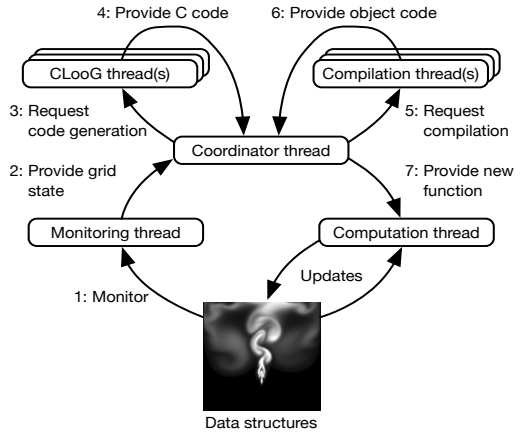 4: Provide C code
6: Provide object code
CLooG thread(s)
Compilation thread(s)
3: Request
code generation
5: Request
compilation
Coordinator thread
2: Provide grid
state
7: Provide new
function
Monitoring thread
Computation thread
Updates
1: Monitor
Data structures